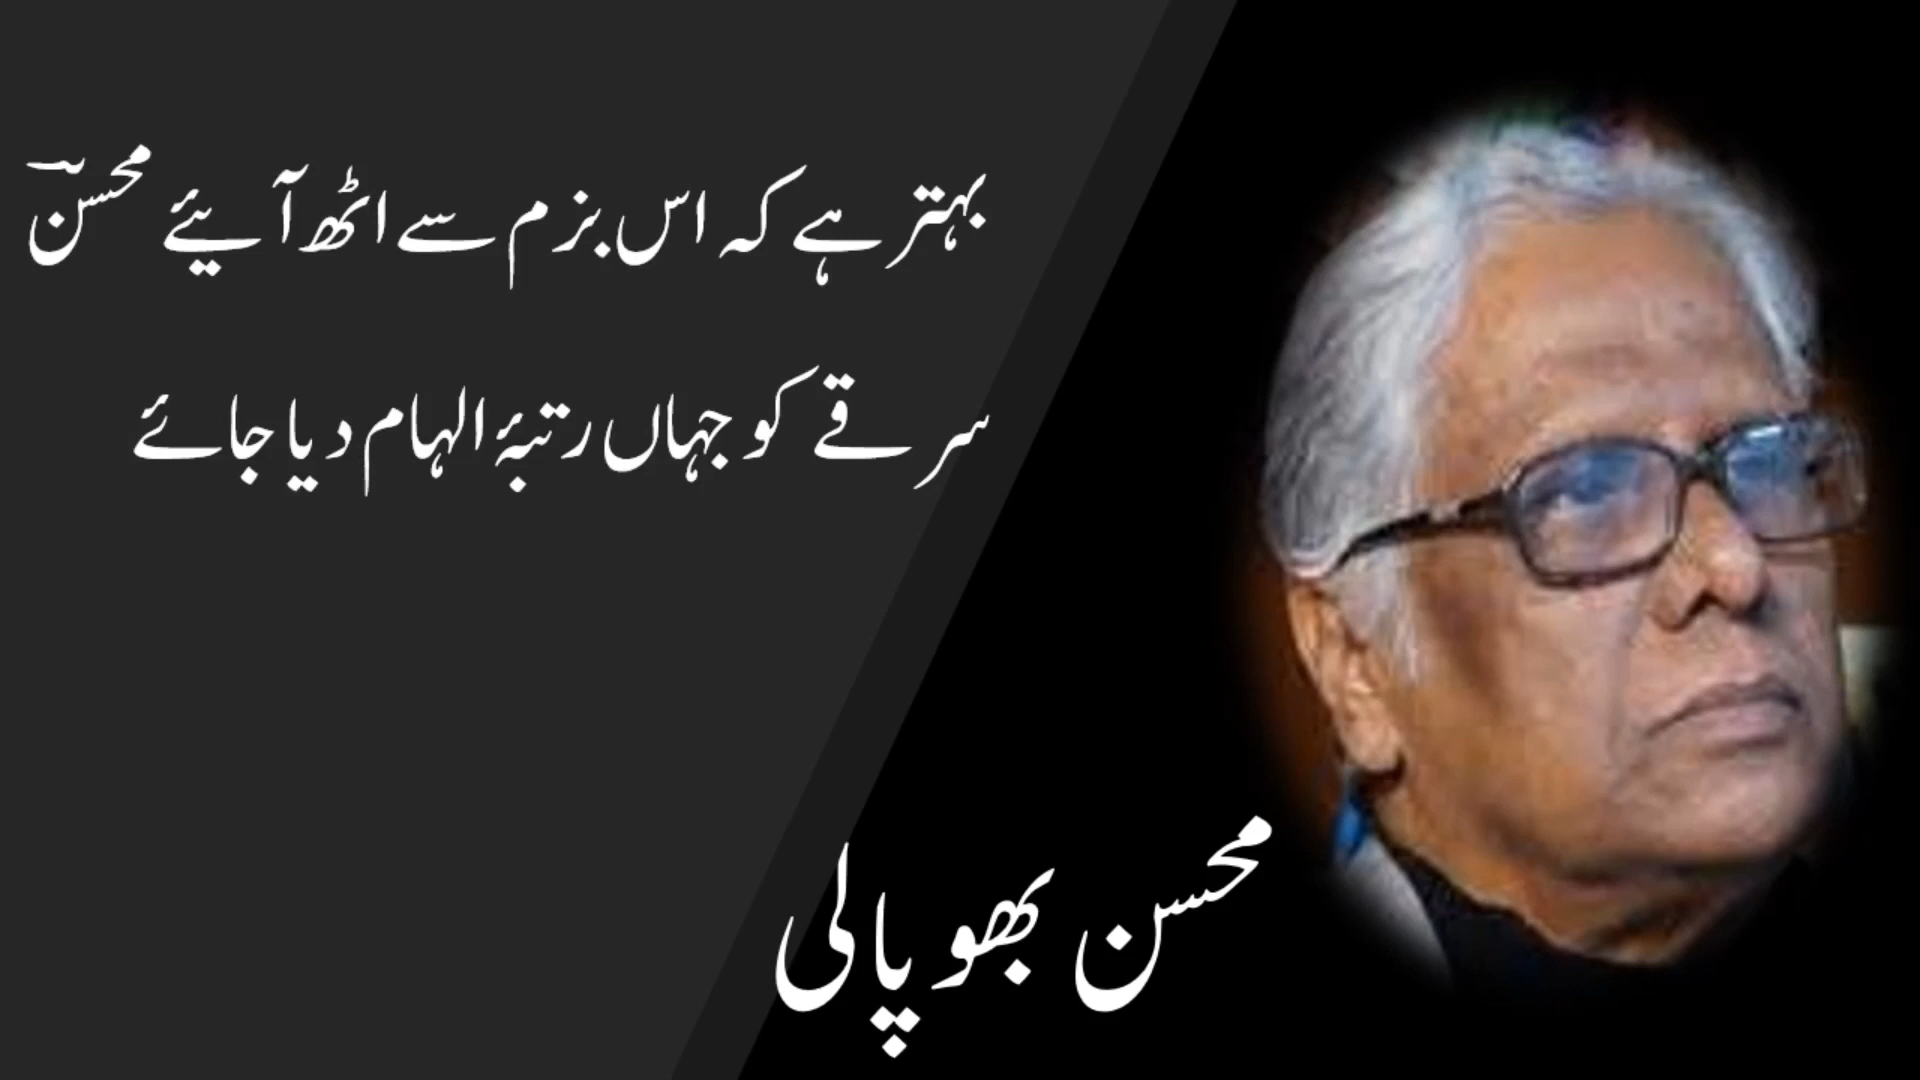 بہتر ہے کہ اس بزم سے اٹھ آیئے محسنؔ
سرقے کو جہاں رتبۂ الہام دیا جائے
محسن بھوپالی